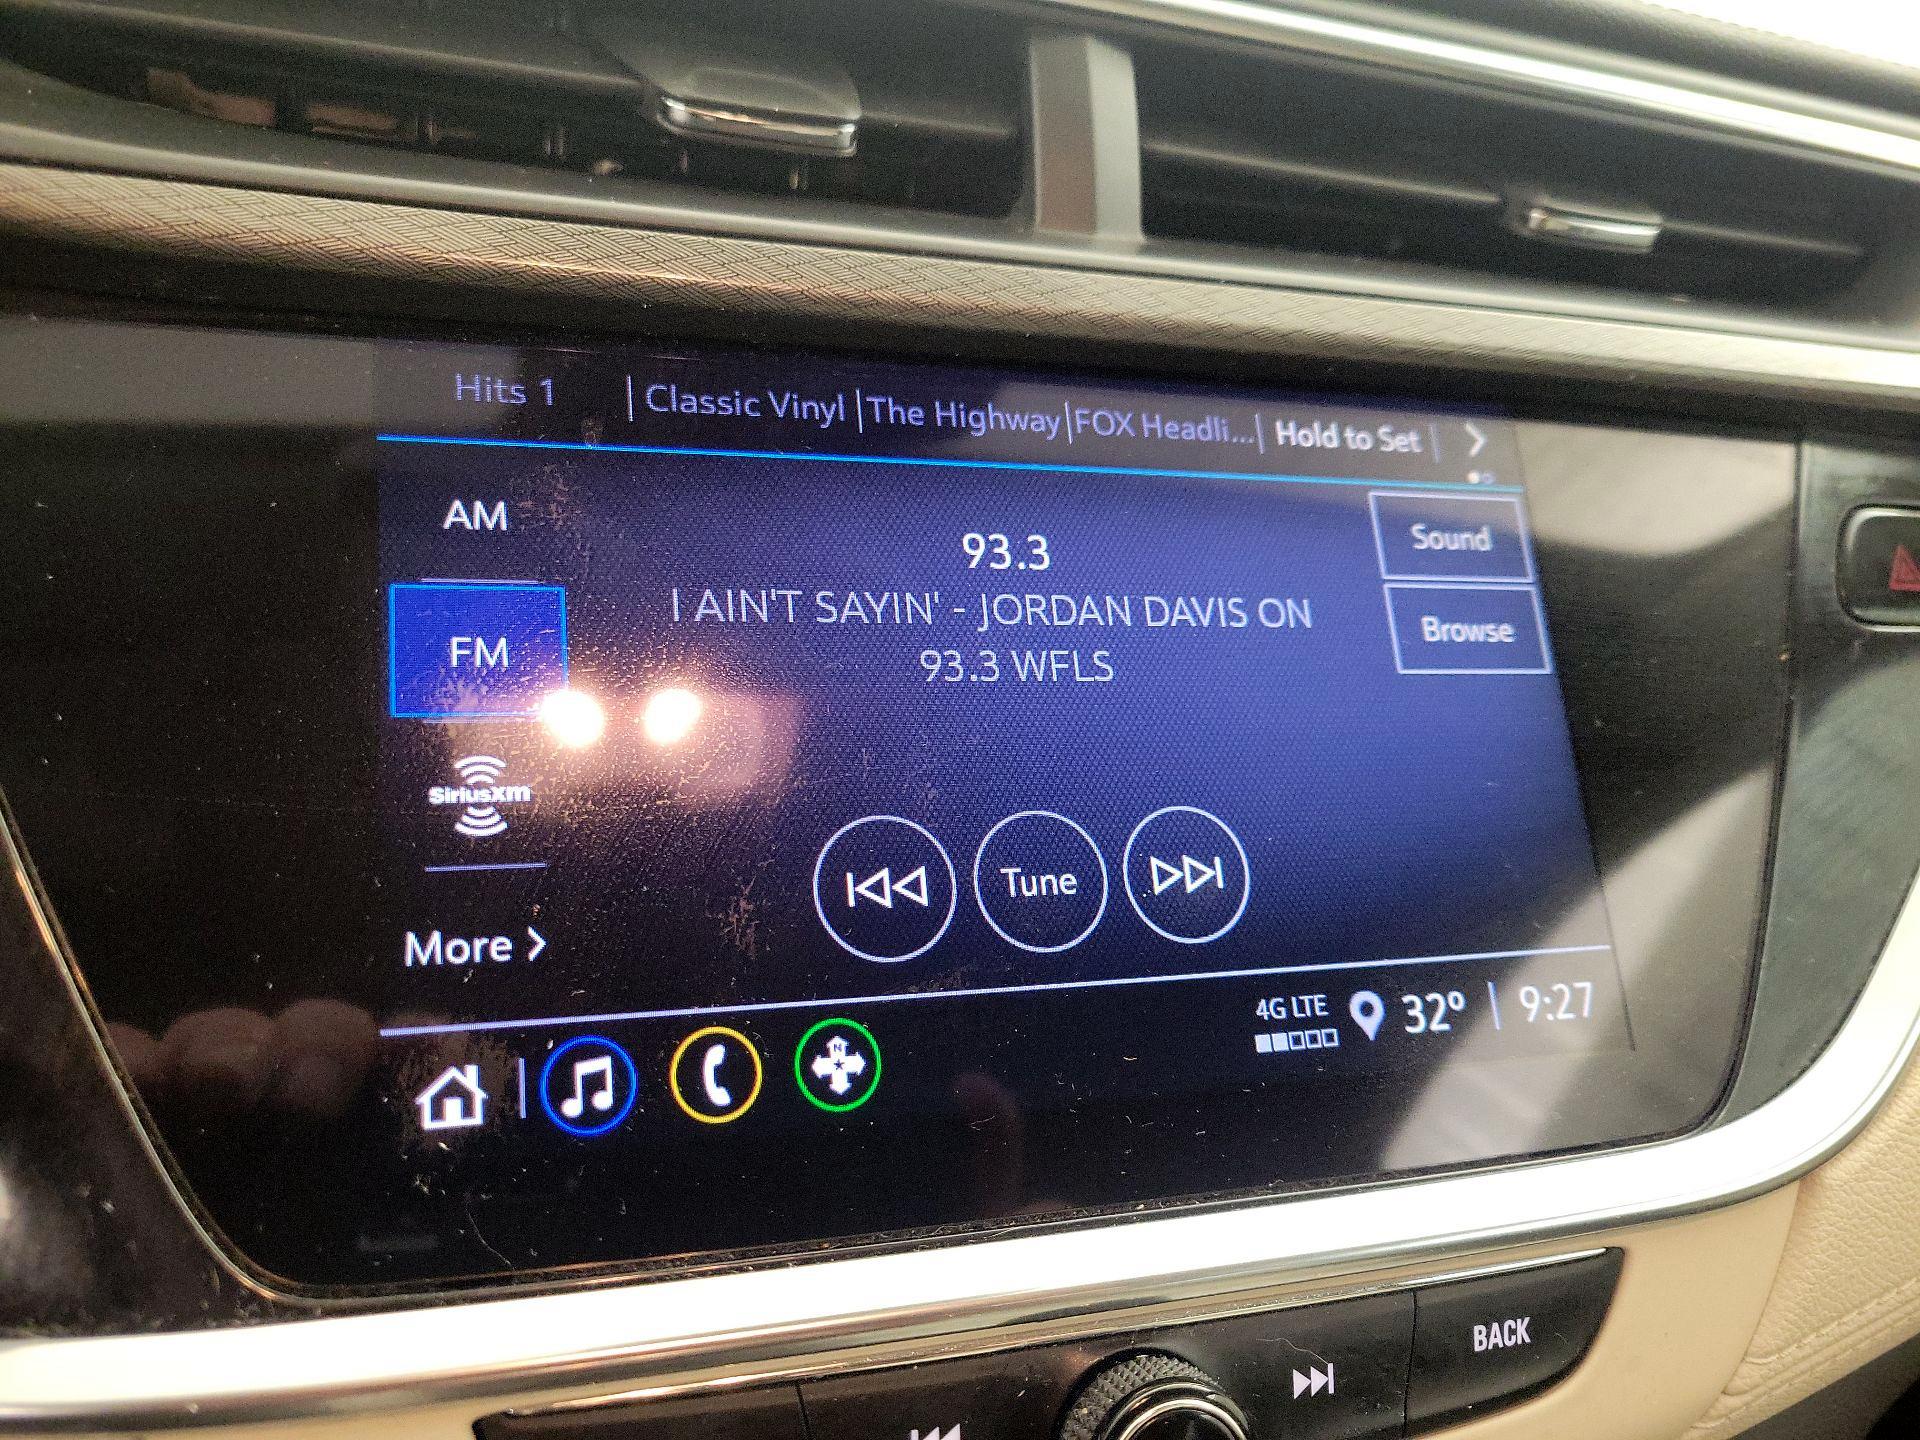 Hits 1 | Classic Vinyl | The Highway | FOX Headli... | Hold to Set | >
AM
FM
SiriusXM
More >
93.3
I AIN'T SAYIN' - JORDAN DAVIS ON
93.3 WFLS
Sound
Browse
Tune
N
4G LTE 32° | 9:27
BACK